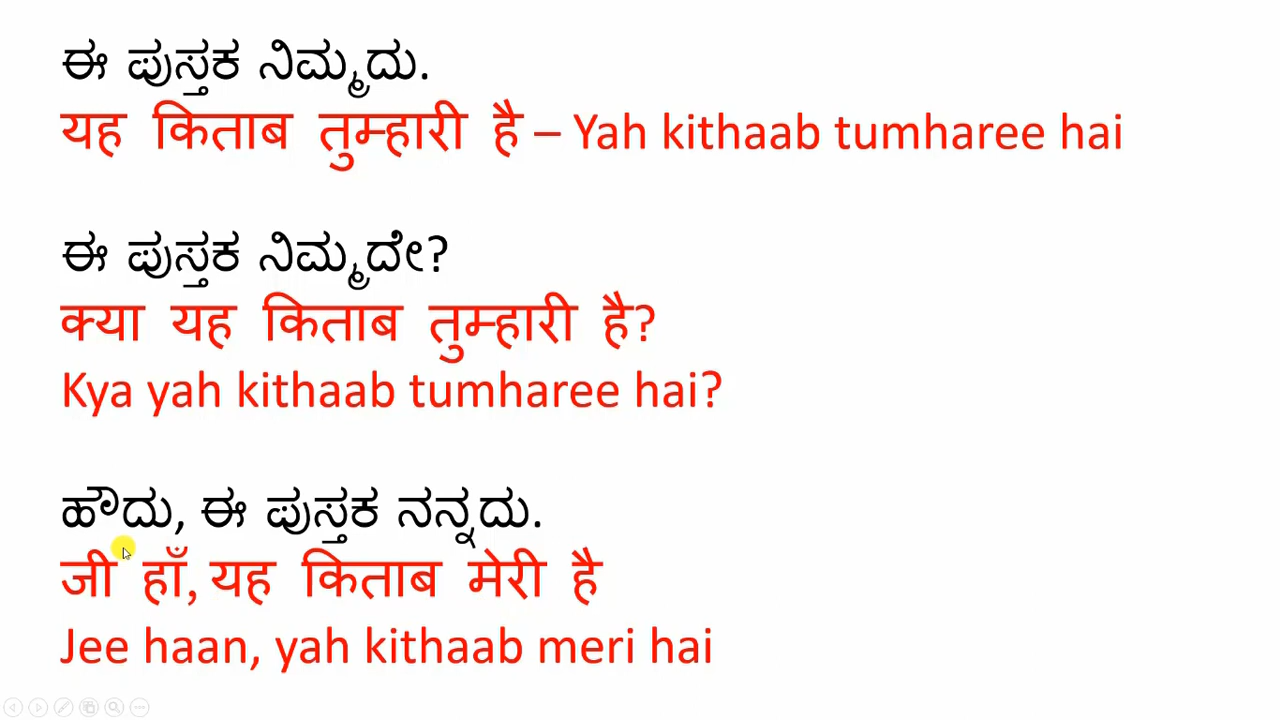 ಈ ಪುಸ್ತಕ ನಿಮ್ಮದು.
यह किताब तुम्हारी है – Yah kithaab tumharee hai
ಈ ಪುಸ್ತಕ ನಿಮ್ಮದೇ?
क्या यह किताब तुम्हारी है?
Kya yah kithaab tumharee hai?
ಹೌದು, ಈ ಪುಸ್ತಕ ನನ್ನದು.
जी हाँ, यह किताब मेरी है
Jee haan, yah kithaab meri hai